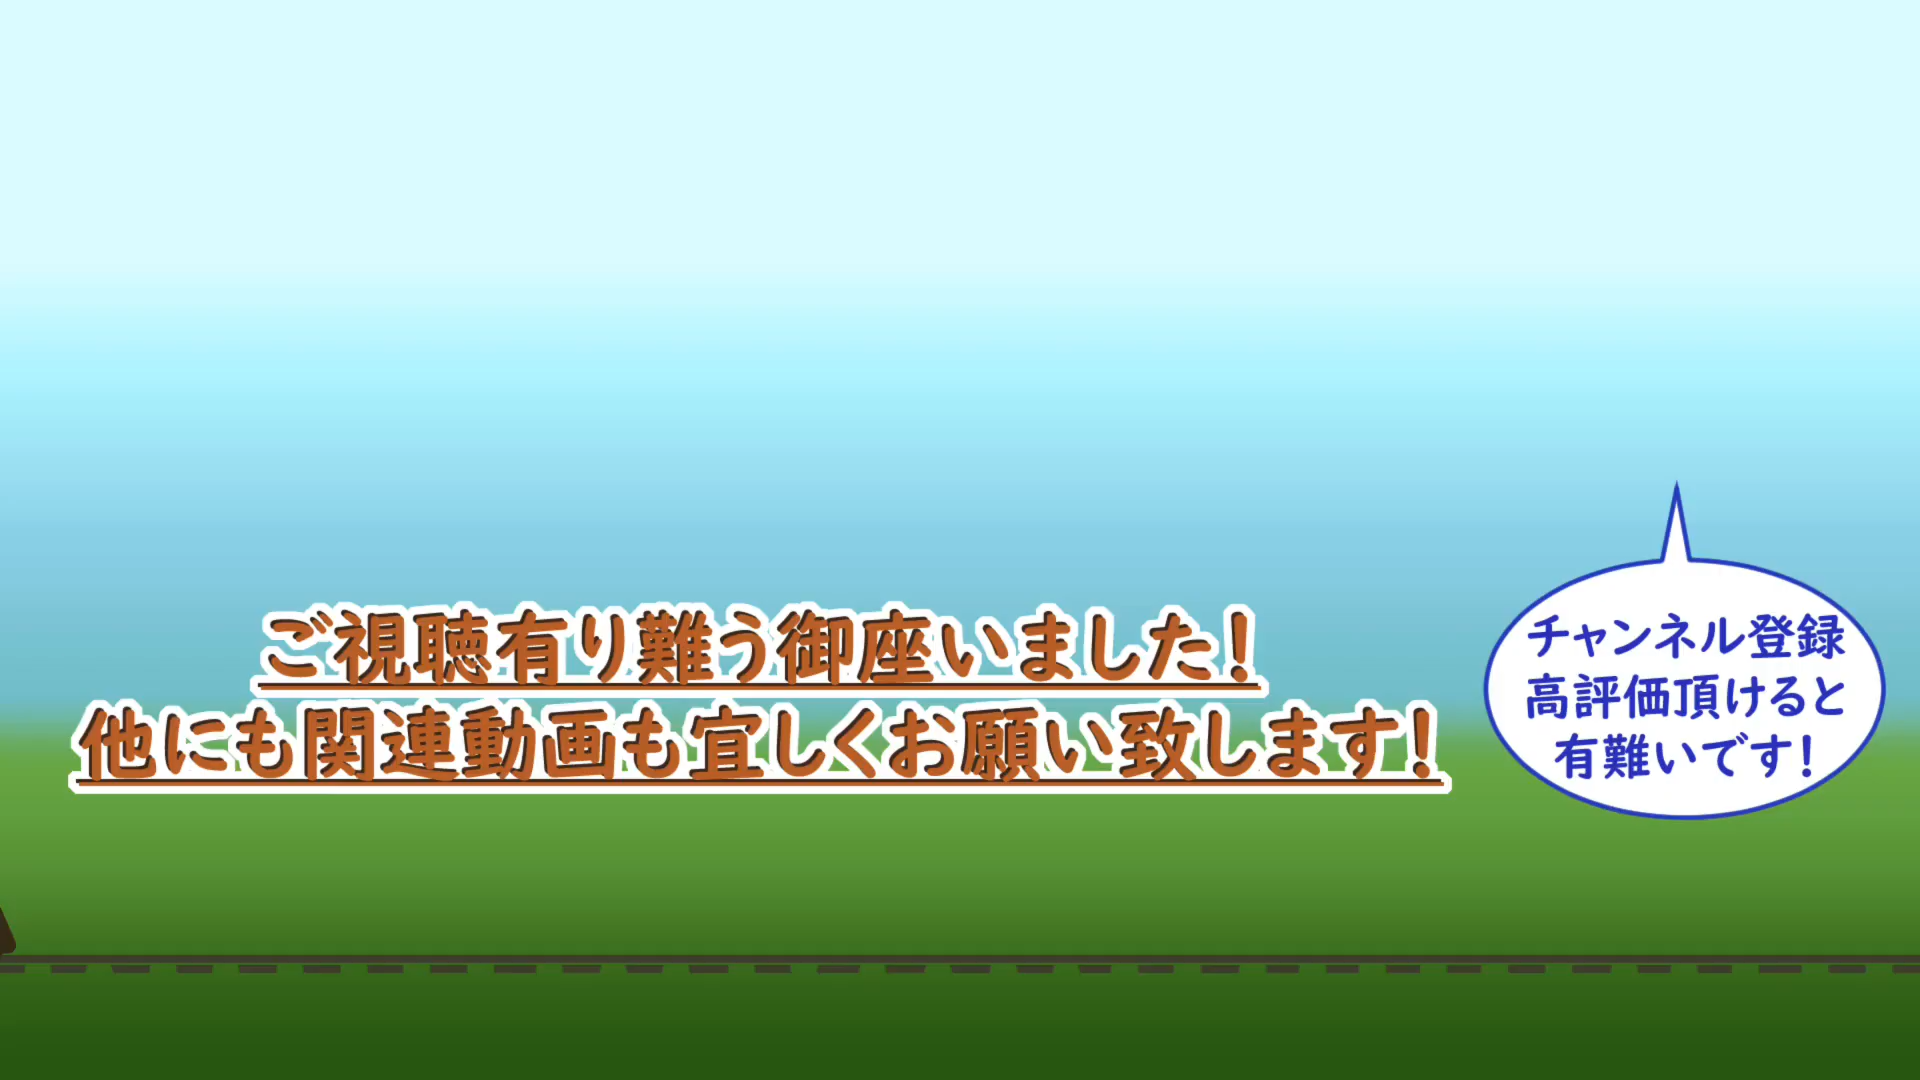 ご視聴有り難う御座いました!
他にも関連動画も宜しくお願い致します!
チャンネル登録
高評価頂けると
有難いです!